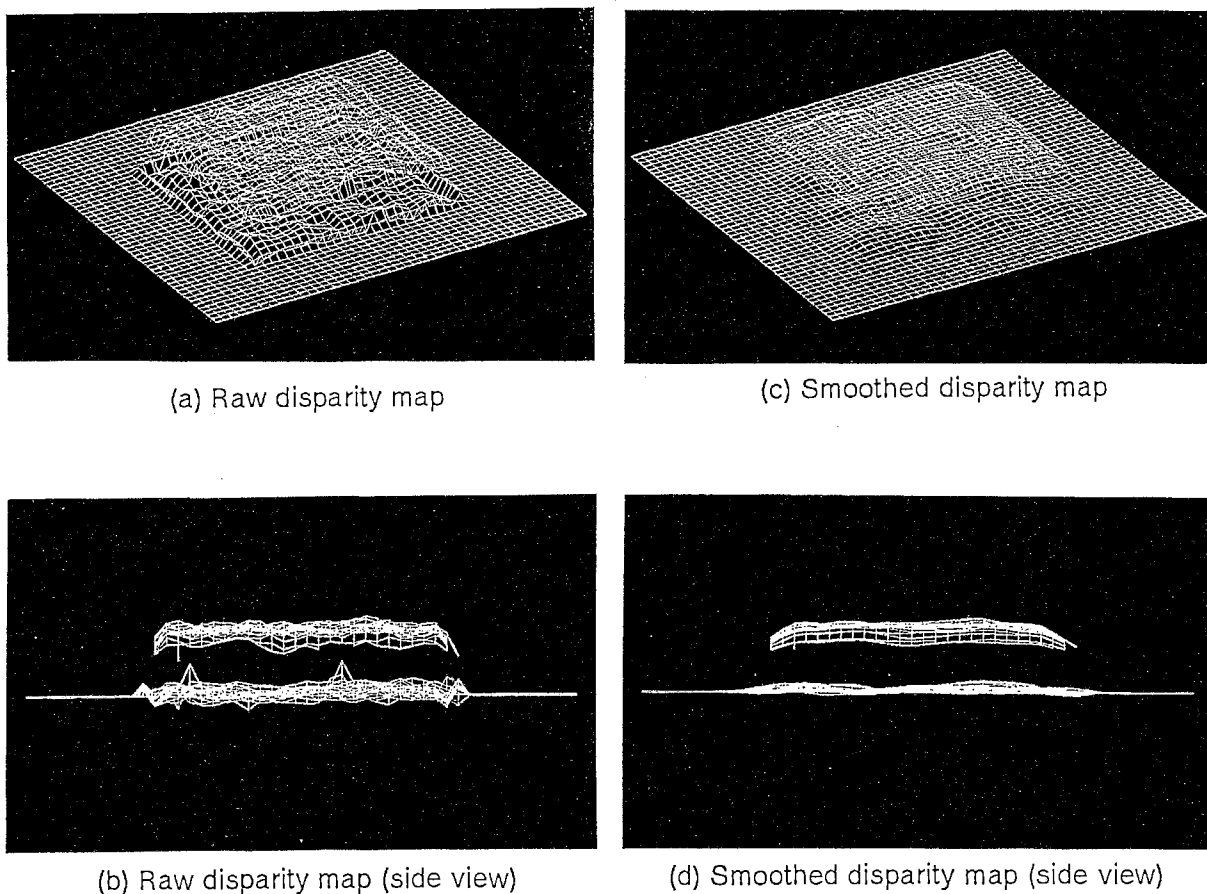 (a) Raw disparity map
(c) Smoothed disparity map
(b) Raw disparity map (side view)
(d) Smoothed disparity map (side view)